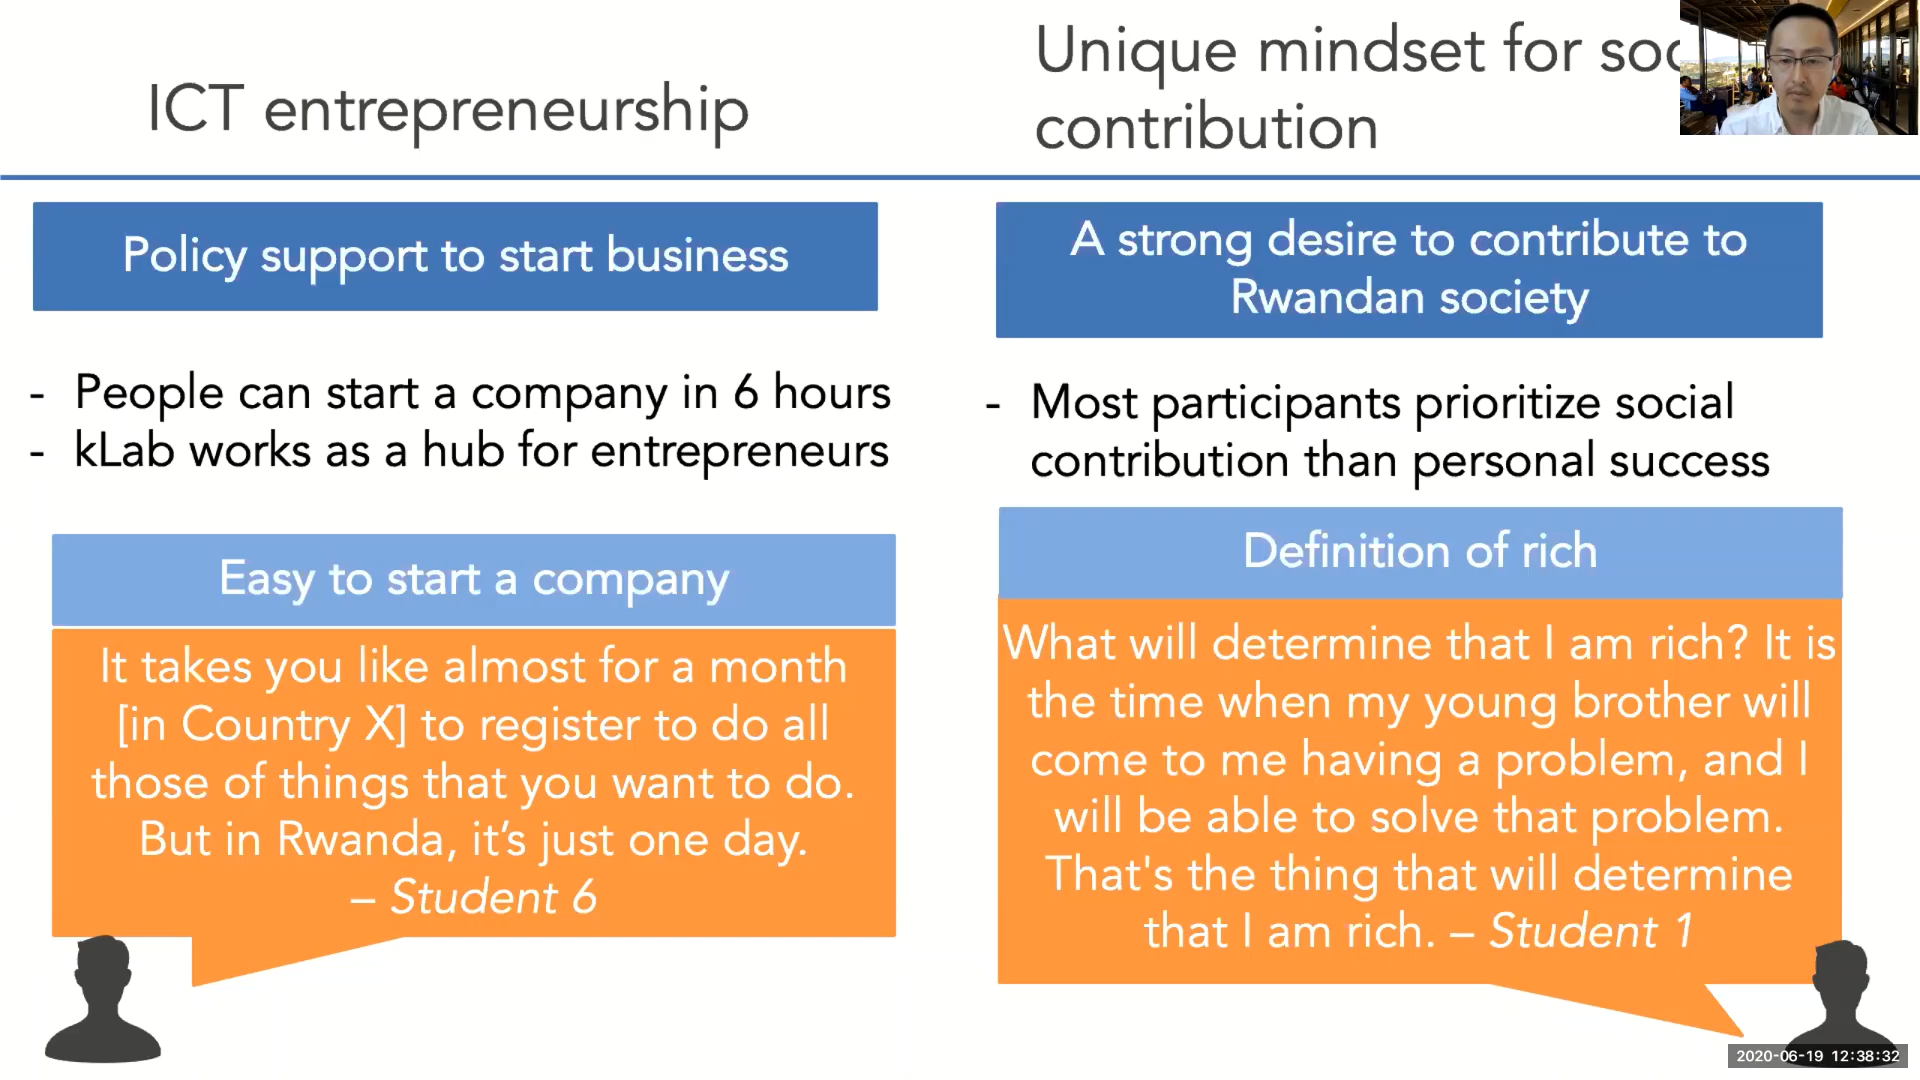 ICT entrepreneurship
Unique mindset for
contribution
Policy support to start business
- People can start a company in 6 hours
- kLab works as a hub for entrepreneurs
Easy to start a company
It takes you like almost for a month
[in Country X] to register to do all
those of things that you want to do.
But in Rwanda, it’s just one day.
– Student 6
A strong desire to contribute to
Rwandan society
- Most participants prioritize social
contribution than personal success
Definition of rich
What will determine that I am rich? It is
the time when my young brother will
come to me having a problem, and I
will be able to solve that problem.
That's the thing that will determine
that I am rich. – Student 1
2020-06-19 12:38:32